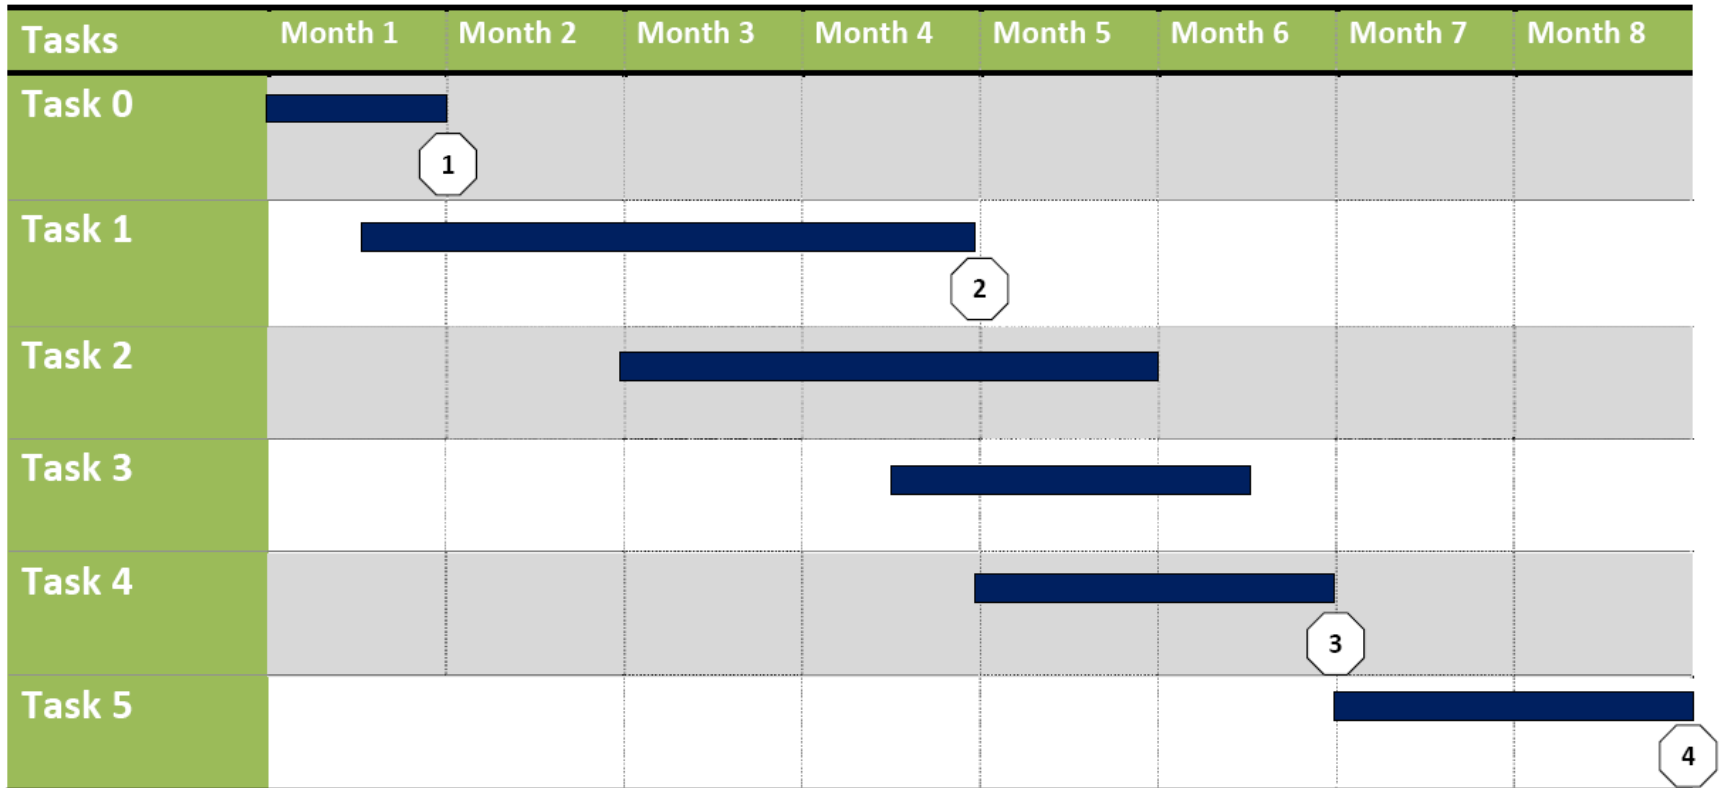 Tasks Month 1 Month 2 Month 3 Month 4 Month 5 Month 6 Month 7 Month 8
Task 0
1
Task 1
2
Task 2
Task 3
Task 4
3
Task 5
4